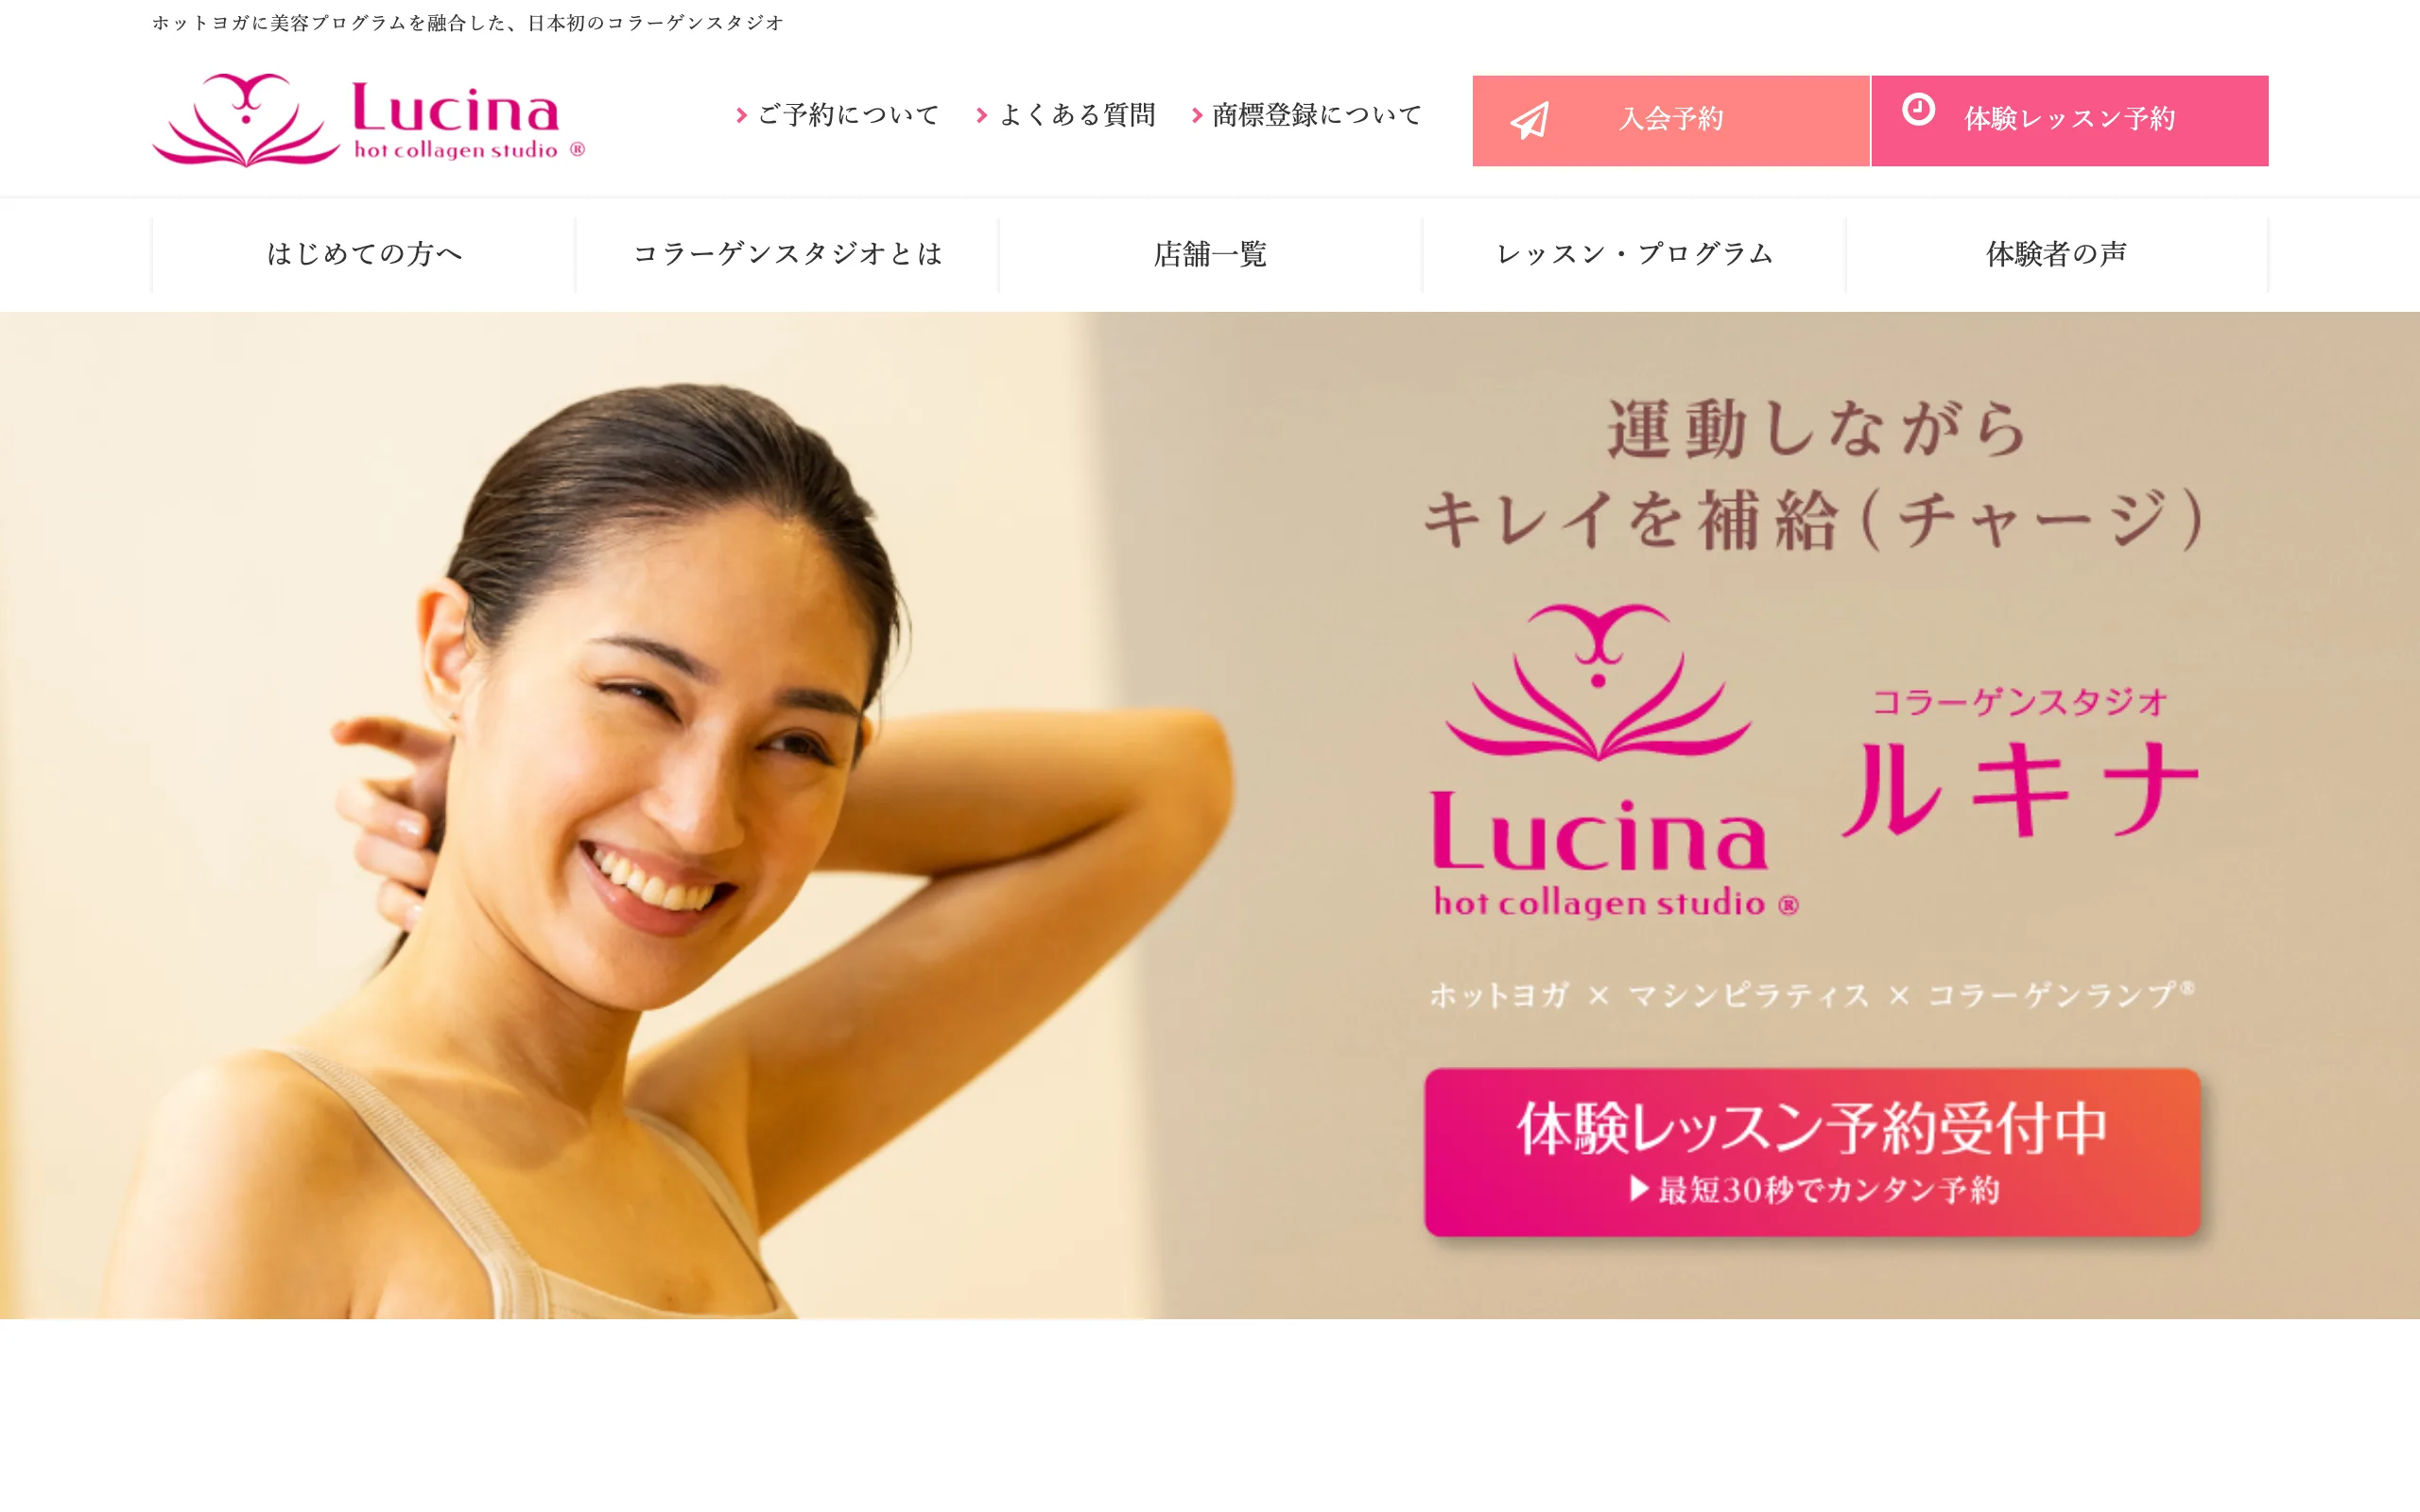 ホットヨガに美容プログラムを融合した、日本初のコラーゲンスタジオ
Lucina
hot collagen studio ®
ご予約について
よくある質問
商標登録について
入会予約
体験レッスン予約
はじめての方へ
コラーゲンスタジオとは
店舗一覧
レッスン・プログラム
体験者の声
運動しながら
キレイを補給(チャージ)
Lucina
hot collagen studio ®
コラーゲンスタジオ
ルキナ
ホットヨガ × マシンピラティス × コラーゲンランプ®
体験レッスン予約受付中
▶最短30秒でカンタン予約